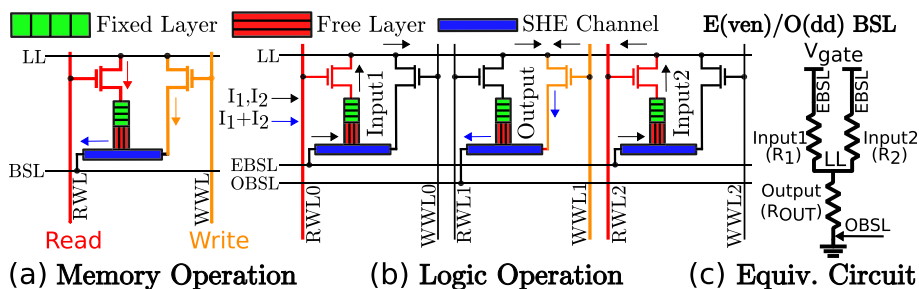 Fixed Layer
Free Layer
SHE Channel
E(ven)/O(dd) BSL
LL
BSL
RWL
WWL
Read
Write
LL
I1,I2
I1+I2
Input1
Output
Input2
EBSL
OBSL
RWL0
WWL0
RWL1
WWL1
RWL2
WWL2
Vgate
EBSL
EBSL
Input1
(R1)
Input2
(R2)
LL
Output
(ROUT)
OBSL
(a) Memory Operation
(b) Logic Operation
(c) Equiv. Circuit